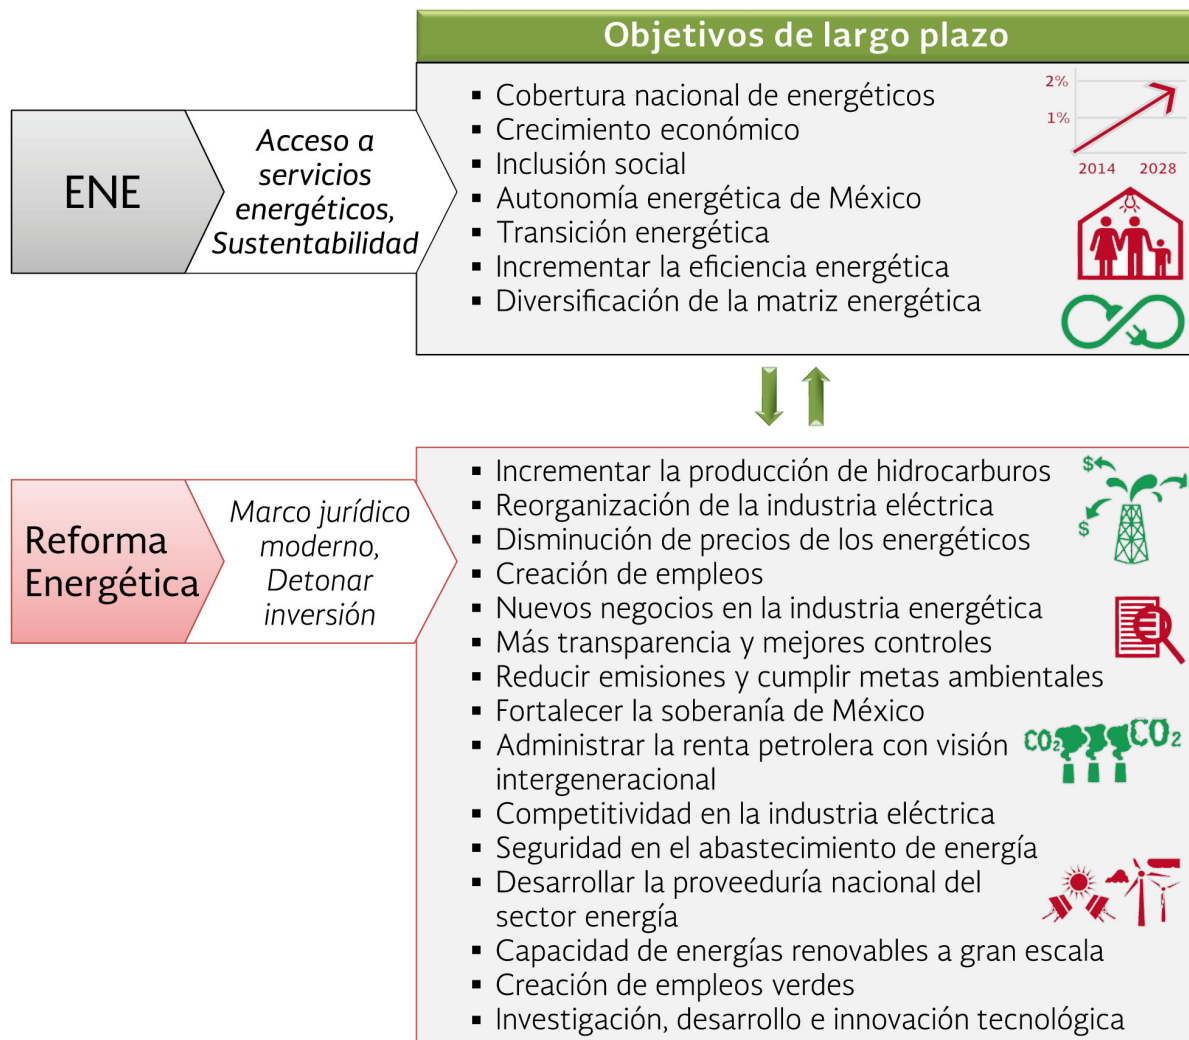 Objetivos de largo plazo
ENE
Acceso a
servicios
energéticos,
Sustentabilidad
▪ Cobertura nacional de energéticos
▪ Crecimiento económico
▪ Inclusión social
▪ Autonomía energética de México
▪ Transición energética
▪ Incrementar la eficiencia energética
▪ Diversificación de la matriz energética
2%
1%
2014 2028
Reforma
Energética
Marco jurídico
moderno,
Detonar
inversión
▪ Incrementar la producción de hidrocarburos
▪ Reorganización de la industria eléctrica
▪ Disminución de precios de los energéticos
▪ Creación de empleos
▪ Nuevos negocios en la industria energética
▪ Más transparencia y mejores controles
▪ Reducir emisiones y cumplir metas ambientales
▪ Fortalecer la soberanía de México
▪ Administrar la renta petrolera con visión
intergeneracional
▪ Competitividad en la industria eléctrica
▪ Seguridad en el abastecimiento de energía
▪ Desarrollar la proveeduría nacional del
sector energía
▪ Capacidad de energías renovables a gran escala
▪ Creación de empleos verdes
▪ Investigación, desarrollo e innovación tecnológica
$
$
CO₂ CO₂